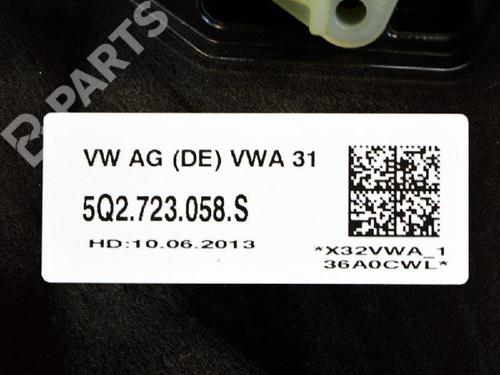 B-PARTS
VW AG (DE) VWA 31
5Q2.723.058.S
HD:10.06.2013
*X32VWA_1
36A0CWL*